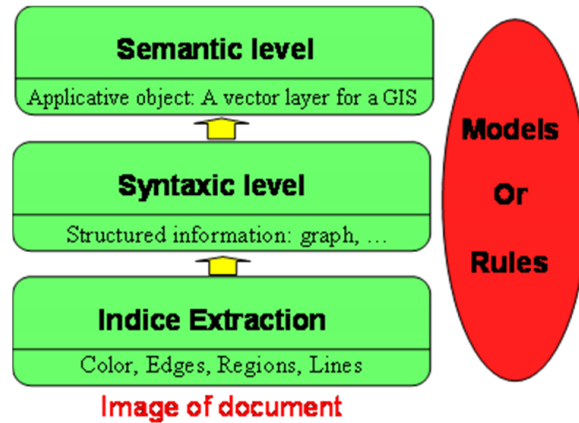 Semantic level
Applicative object: A vector layer for a GIS
Syntaxic level
Structured information: graph, ...
Indice Extraction
Color, Edges, Regions, Lines
Image of document
Models
Or
Rules